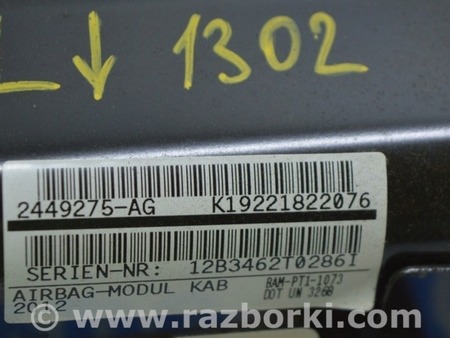 L ↓ 1302
2449275-AG K19221822076
SERIEN-NR: 12B3462T0286I
AIRBAG-MODUL KAB BAM-PT1-1073
2002 DOT UN 3268
© www.razborki.com